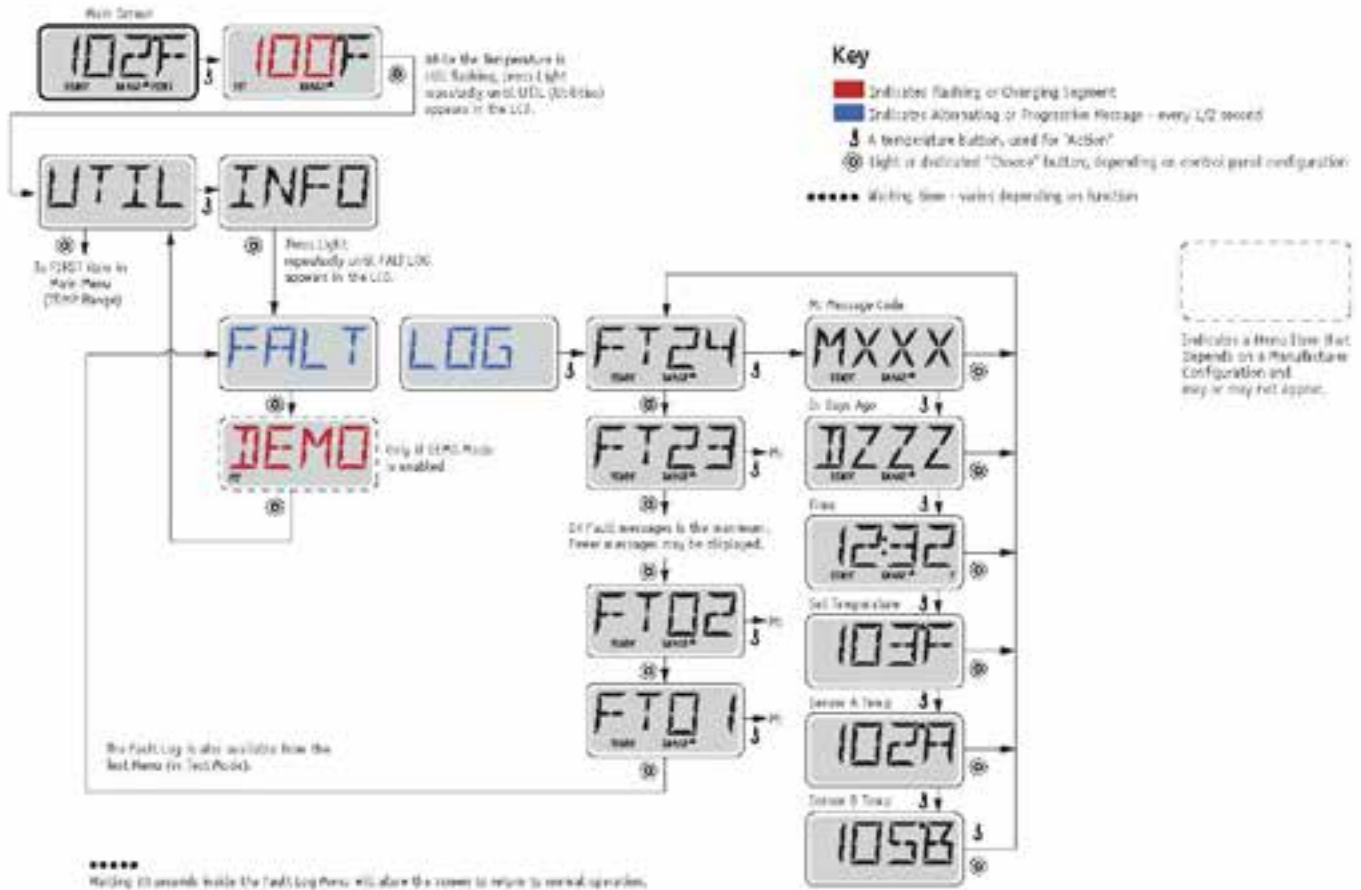 Main Screen
102°F
READY RANGE
100°F
SET RANGE
While the Temperature is
still flashing, press Light
repeatedly until UTIL (Utilities)
appears in the LCD.
Key
Indicates Flashing or Changing Segment
Indicates Alternating or Progressive Message - every 1/2 second
A temperature button, used for "Action"
Light or dedicated "Choose" button, depending on control panel configuration
Waiting time - varies depending on function
UTIL
INFO
To FIRST item in
Main Menu
(TEMP Range)
Press Light
repeatedly until FALT LOG
appears in the LCD.
Indicates a Menu Item that
Depends on a Manufacturer
Configuration and
may or may not appear.
FALT
LOG
FT24
READY RANGE
M: Message Code
MXXX
READY RANGE
DEMO
SET
Only if DEMO Mode
is enabled
FT23
READY RANGE
M:
D: Days Ago
DZZZ
READY RANGE
24 Fault messages is the maximum.
Fewer messages may be displayed.
Time
12:32
READY RANGE
FT02
READY RANGE
M:
Set Temperature
103°F
FT01
READY RANGE
M:
Sensor A Temp
102°A
The Fault Log is also available from the
Test Menu (in Test Mode).
Sensor B Temp
105°B
Waiting 30 seconds inside the Fault Log Menu will allow the screen to return to normal operation.